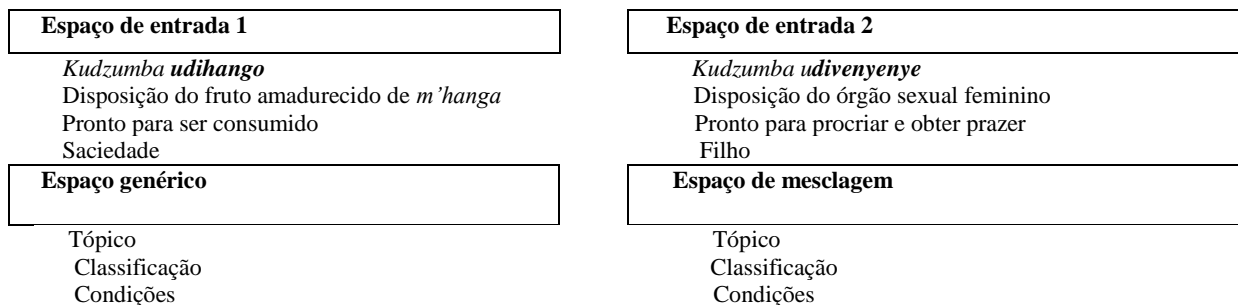 Espaço de entrada 1
Kudzumba udihango
Disposição do fruto amadurecido de m’hanga
Pronto para ser consumido
Saciedade
Espaço de entrada 2
Kudzumba udivenyenye
Disposição do órgão sexual feminino
Pronto para procriar e obter prazer
Filho
Espaço genérico
Tópico
Classificação
Condições
Espaço de mesclagem
Tópico
Classificação
Condições